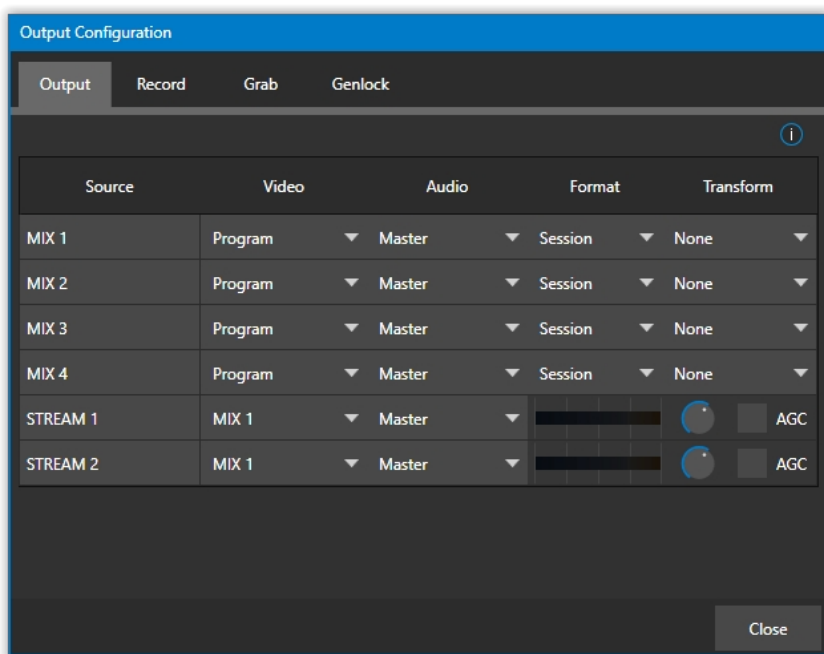 Output Configuration
Output Record Grab Genlock
i
Source Video Audio Format Transform
MIX 1 Program Master Session None
MIX 2 Program Master Session None
MIX 3 Program Master Session None
MIX 4 Program Master Session None
STREAM 1 MIX 1 Master AGC
STREAM 2 MIX 1 Master AGC
Close